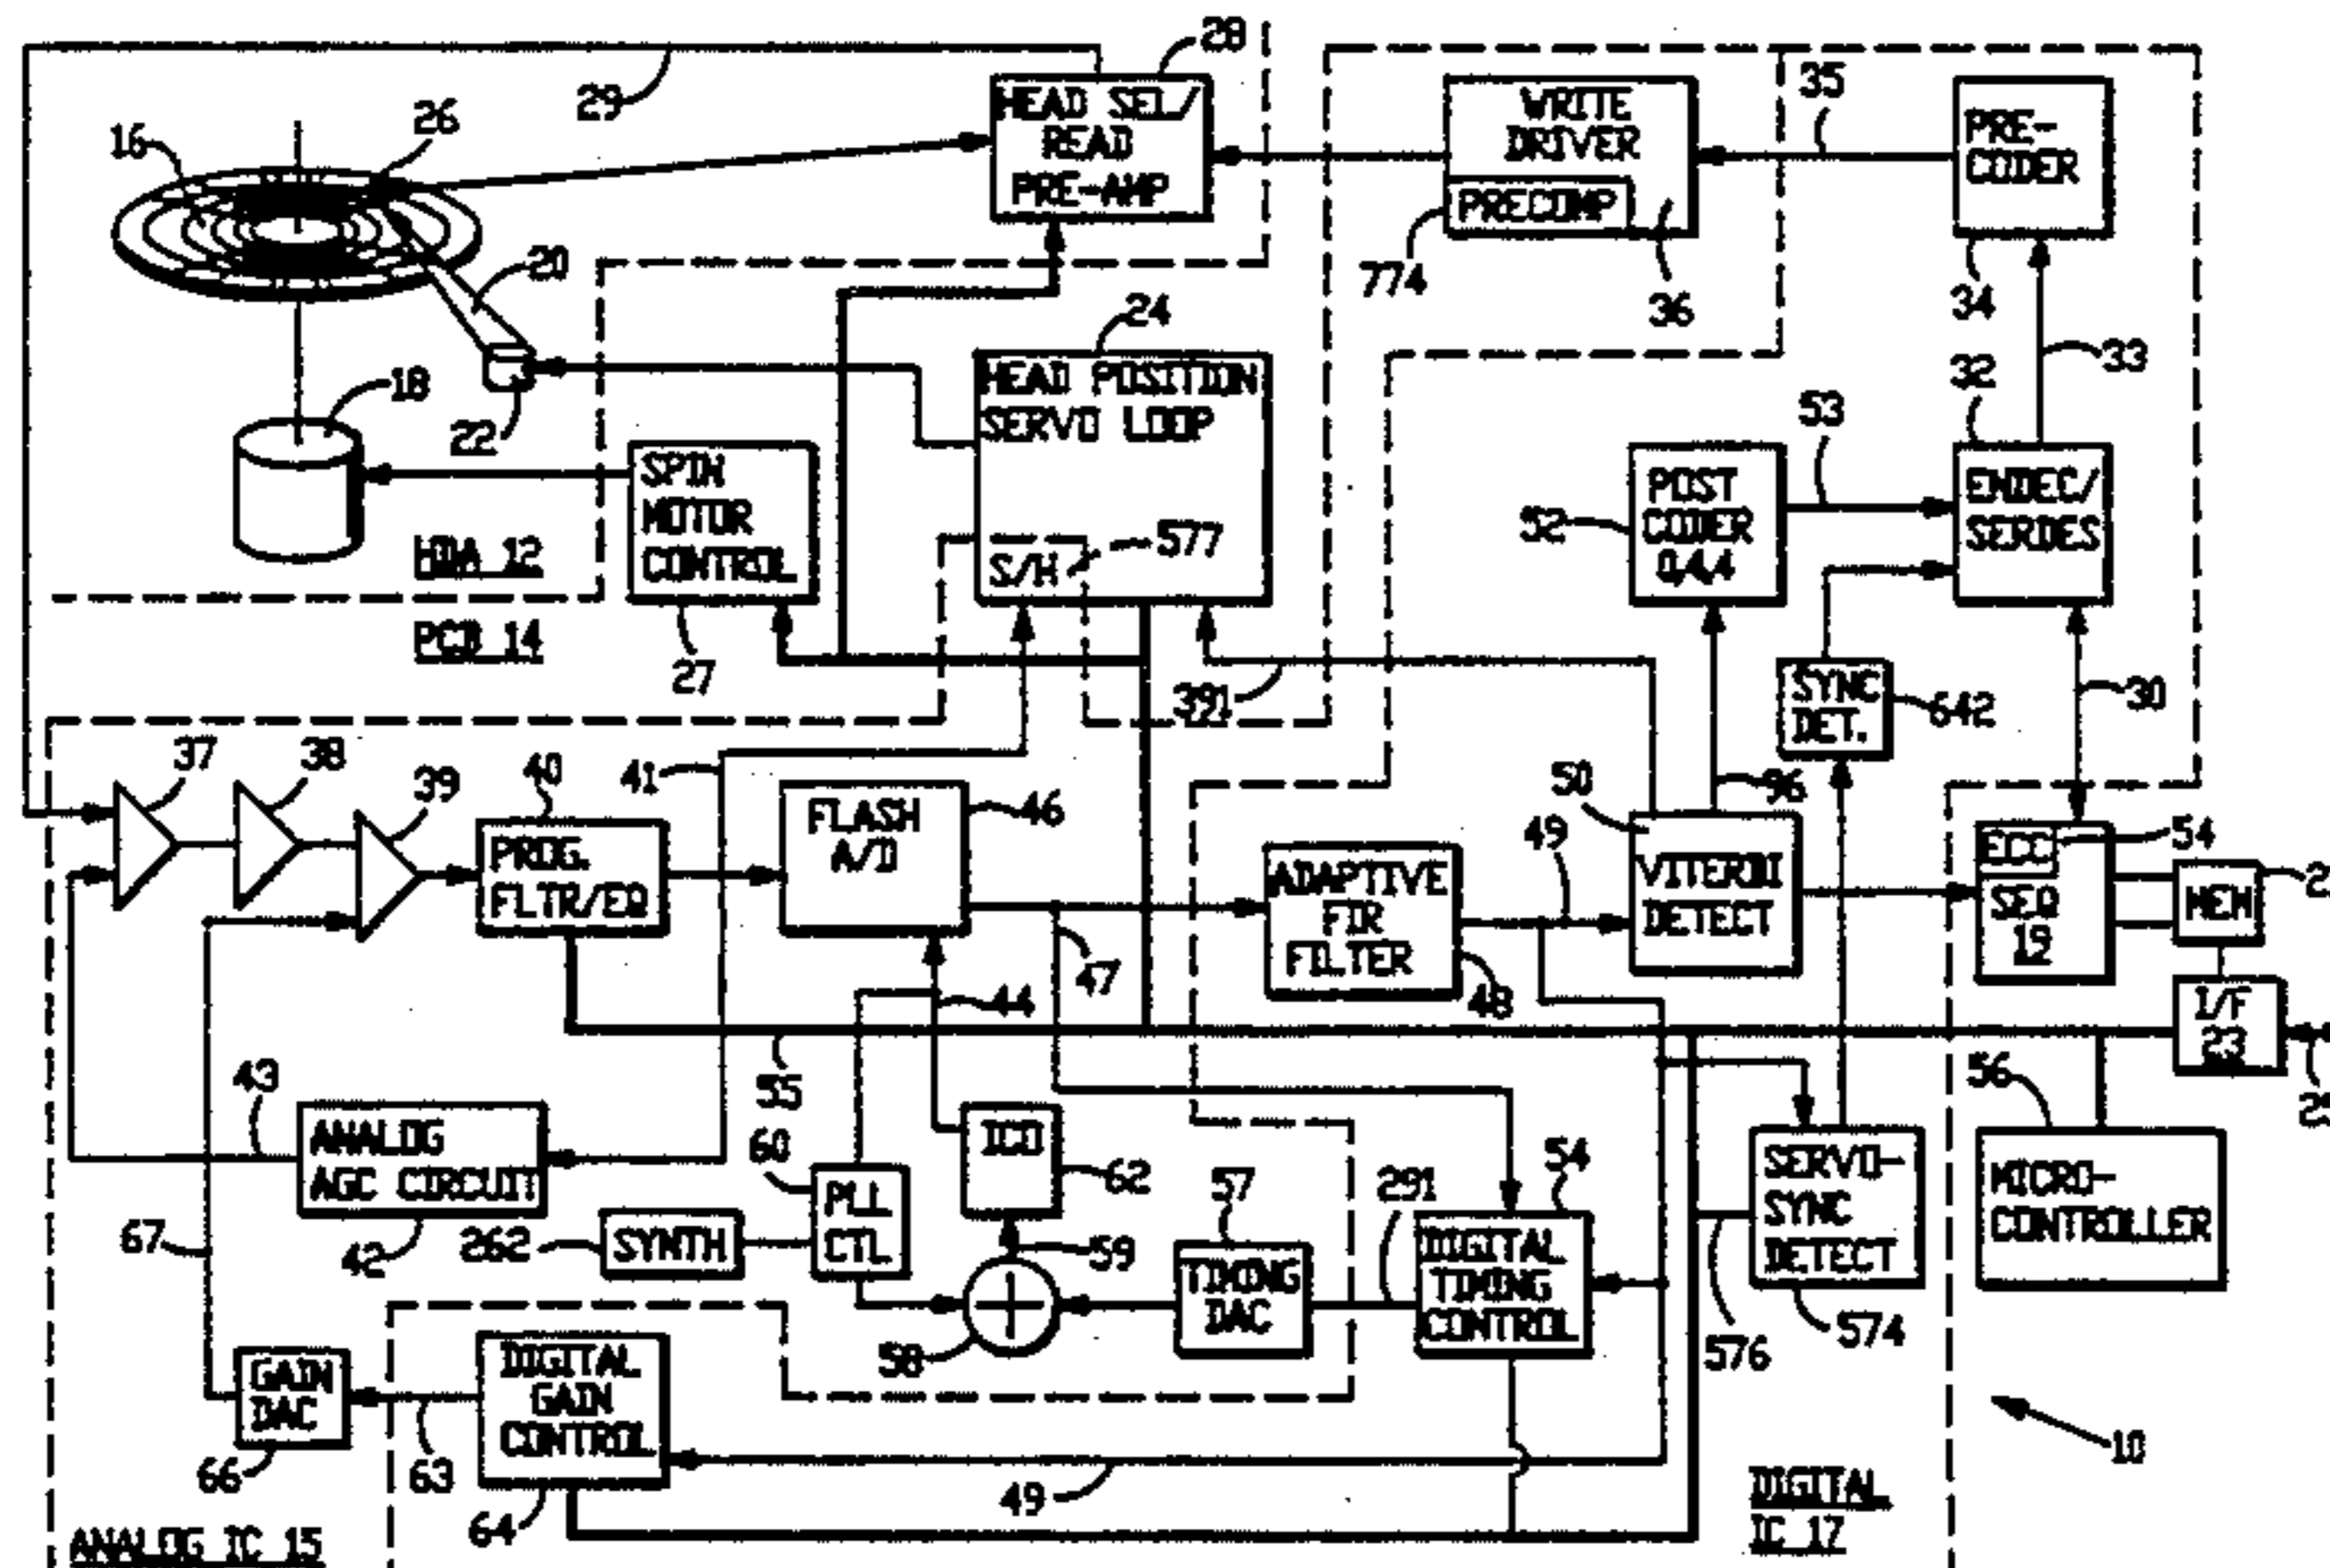 28
29
26
16
HEAD SEL/
READ
PRE-AMP
WRITE
DRIVER
PRECOMP
774
36
35
PRE-
CODER
34
20
24
18
22
HEAD POSITION
SERVO LOOP
S/H
577
SPIN
MOTOR
CONTROL
27
HDA 12
PCB 14
33
32
53
POST
CODER
52
ENDEC/
SERDES
391
SYNC
DET.
642
30
37
38
39
40
41
PROG.
FLTR/EQ
FLASH
A/D
46
96
50
49
ADAPTIVE
FIR
FILTER
48
VITERBI
DETECT
ECC
54
SEQ
19
MEM
I/F
23
47
44
55
43
ANALOG
AGC CIRCUIT
42
60
ICO
62
PLL
CTL
262
SYNTH
59
58
57
TIMING
DAC
291
54
DIGITAL
TIMING
CONTROL
SERVO-
SYNC
DETECT
574
576
56
MICRO-
CONTROLLER
67
GAIN
DAC
66
63
DIGITAL
GAIN
CONTROL
64
49
10
ANALOG IC 15
DIGITAL
IC 17